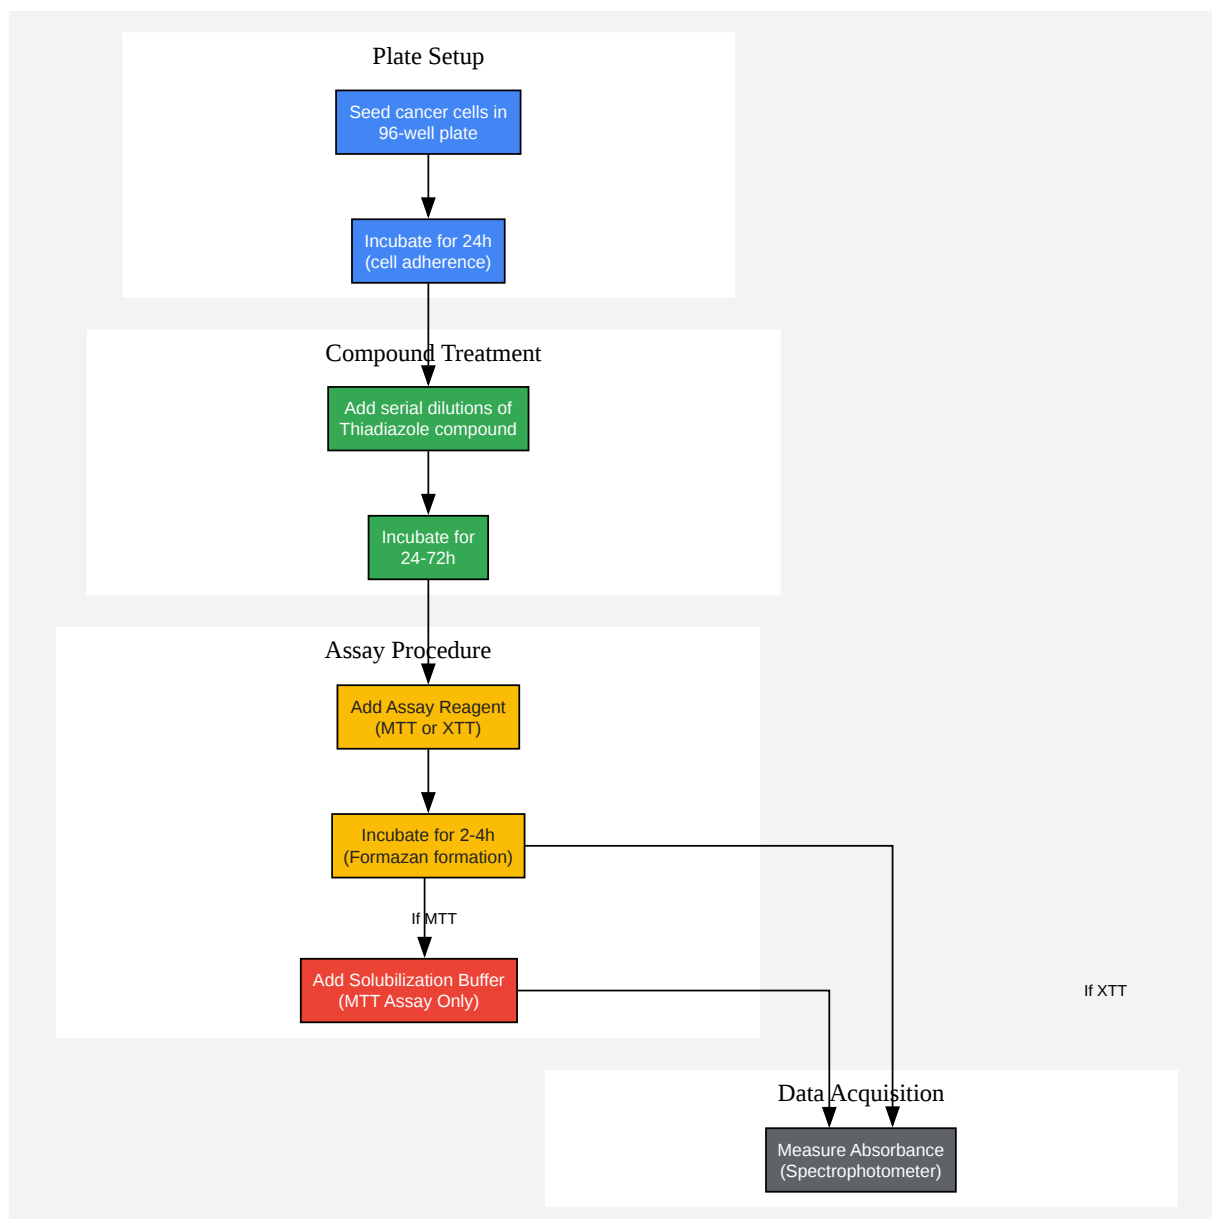 Plate Setup
Seed cancer cells in
96-well plate
Incubate for 24h
(cell adherence)
Compound Treatment
Add serial dilutions of
Thiadiazole compound
Incubate for
24-72h
Assay Procedure
Add Assay Reagent
(MTT or XTT)
Incubate for 2-4h
(Formazan formation)
If MTT
Add Solubilization Buffer
(MTT Assay Only)
If XTT
Data Acquisition
Measure Absorbance
(Spectrophotometer)